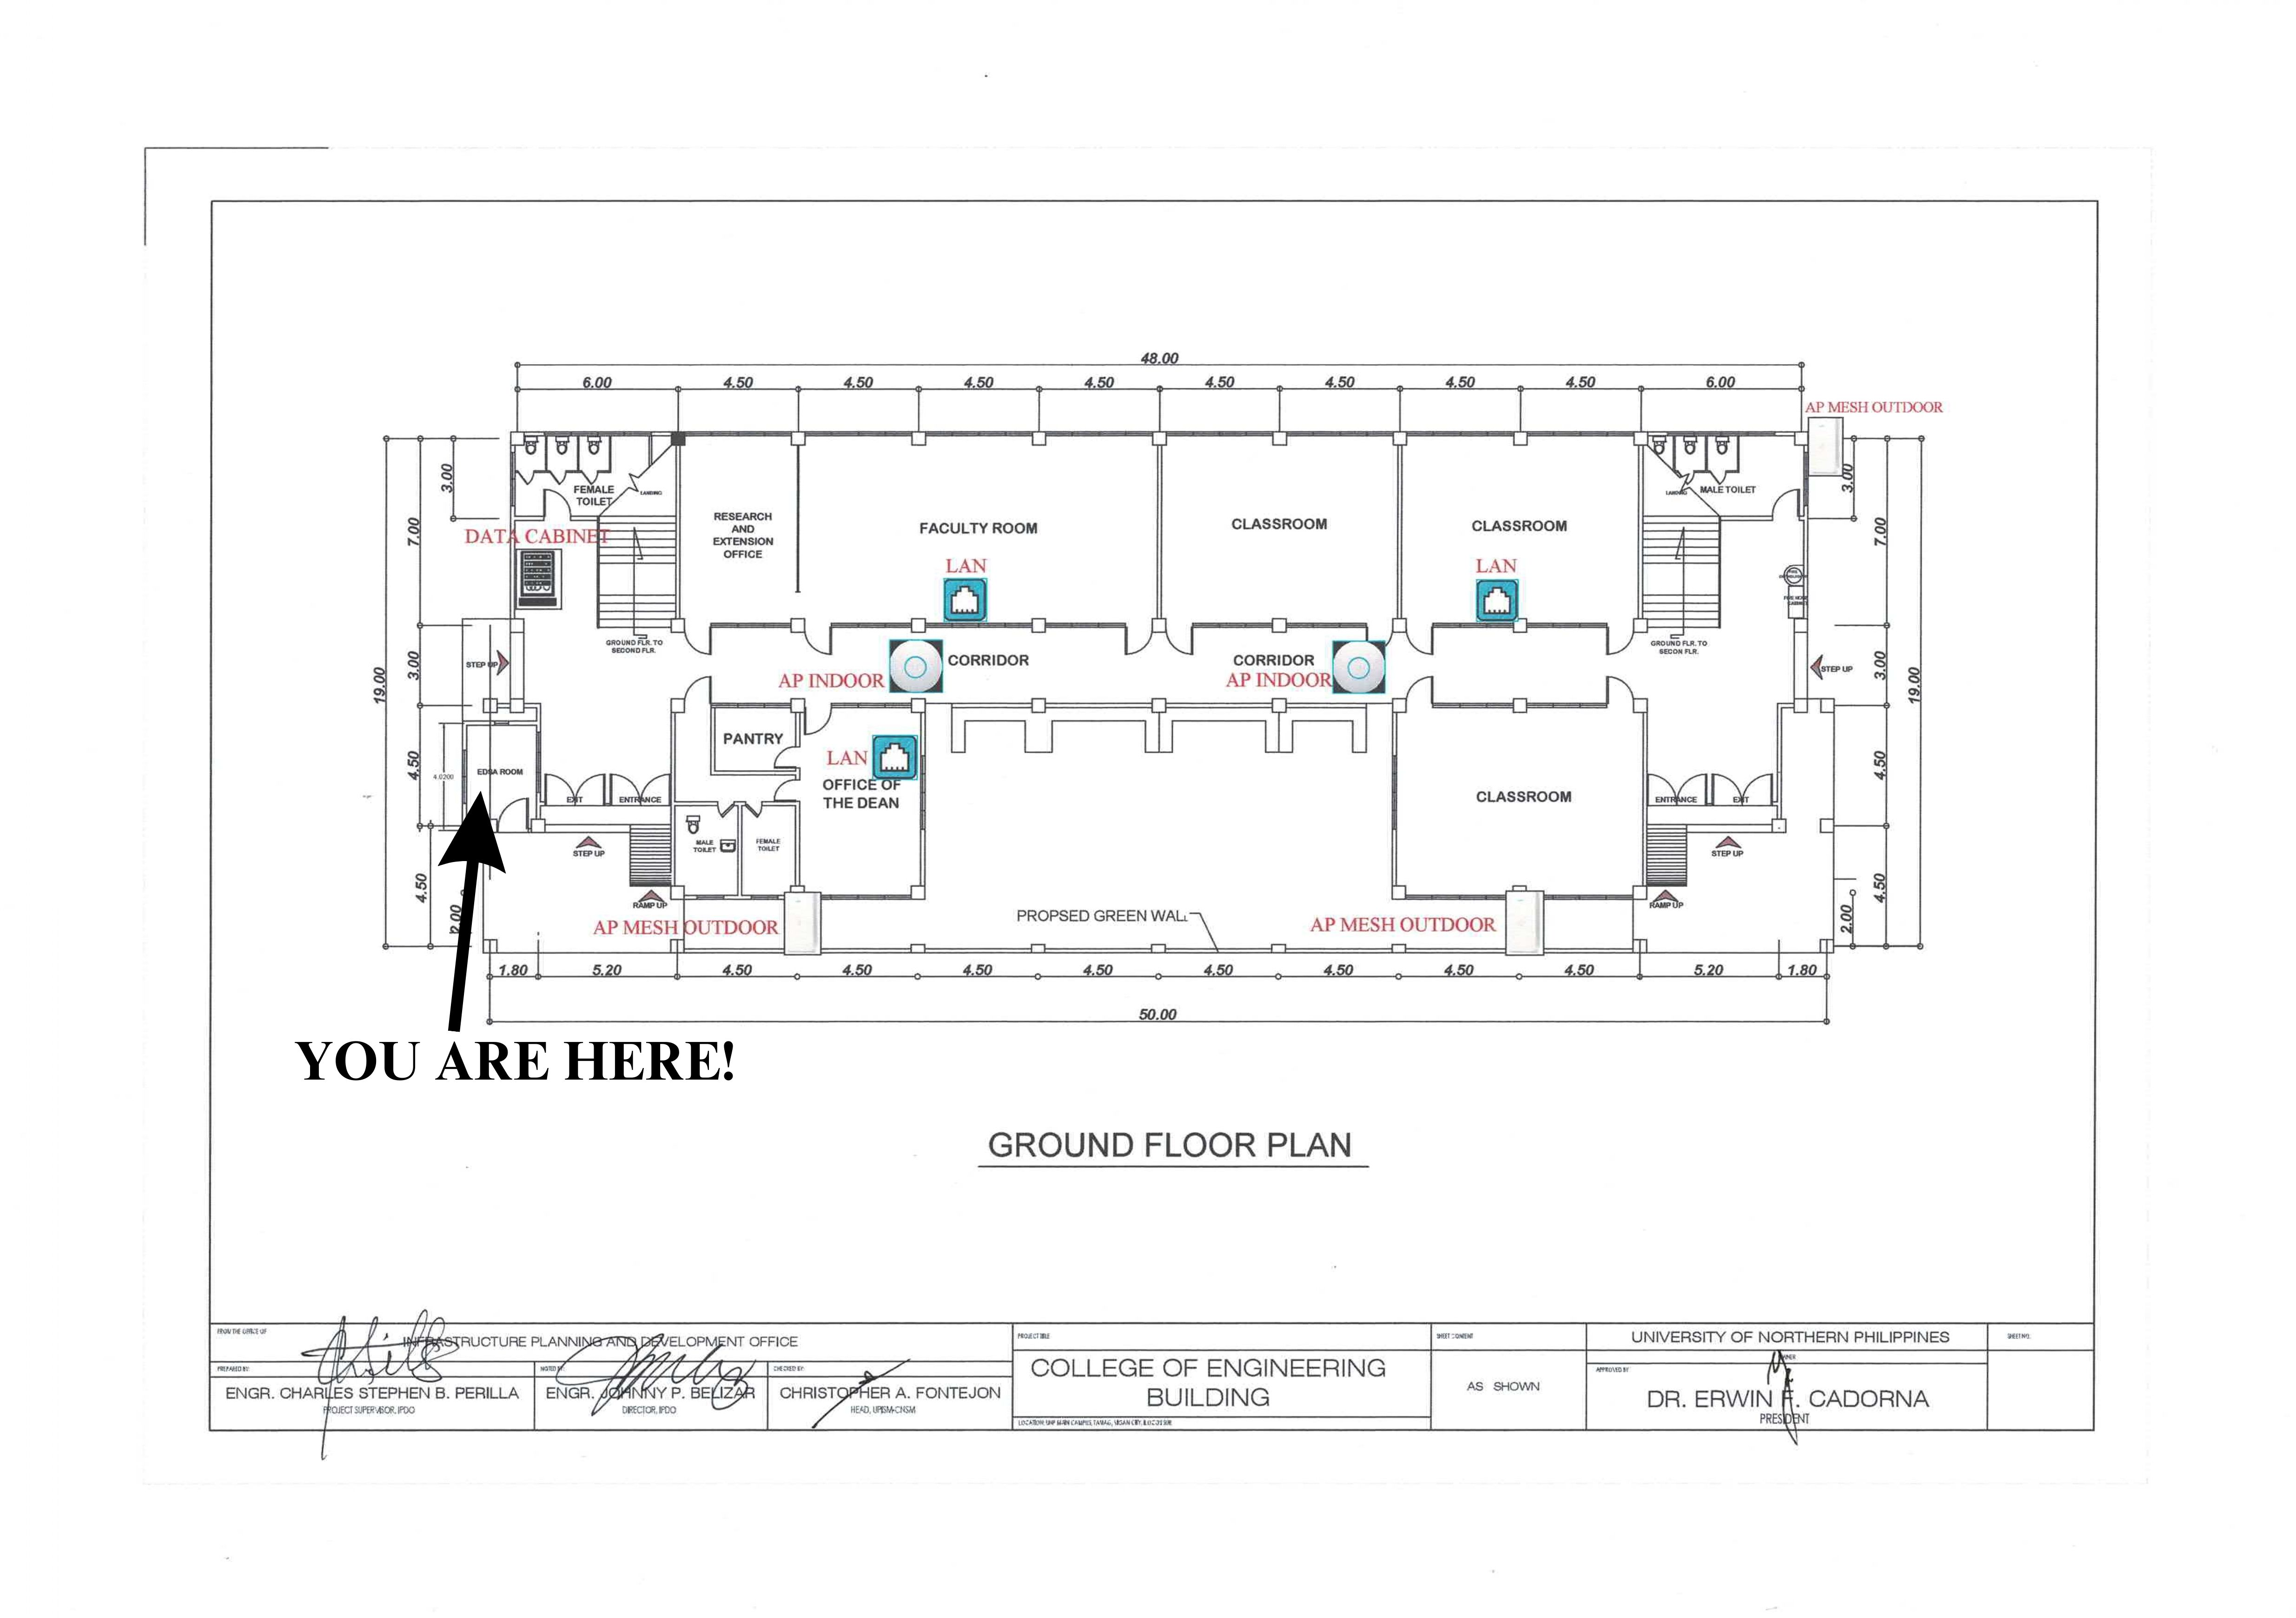 48.00
6.00 4.50 4.50 4.50 4.50 4.50 4.50 4.50 4.50 6.00
AP MESH OUTDOOR
3.00
7.00
3.00
19.00
4.50
4.0200
4.50
2.00
FEMALE
TOILET
LANDING
DATA CABINET
GROUND FLR. TO
SECOND FLR.
STEP UP
RESEARCH
AND
EXTENSION
OFFICE
FACULTY ROOM
LAN
CLASSROOM
CLASSROOM
LAN
LANDING
MALE TOILET
GROUND FLR. TO
SECON FLR.
STEP UP
3.00
7.00
3.00
19.00
4.50
4.50
2.00
AP INDOOR
CORRIDOR
CORRIDOR
AP INDOOR
EDSA ROOM
EXIT
ENTRANCE
STEP UP
RAMP UP
PANTRY
LAN
OFFICE OF
THE DEAN
MALE
TOILET
FEMALE
TOILET
CLASSROOM
ENTRANCE
EXIT
STEP UP
RAMP UP
AP MESH OUTDOOR
PROPSED GREEN WALL
AP MESH OUTDOOR
1.80 5.20 4.50 4.50 4.50 4.50 4.50 4.50 4.50 4.50 5.20 1.80
50.00
YOU ARE HERE!
GROUND FLOOR PLAN
FROM THE OFFICE OF
INFRASTRUCTURE PLANNING AND DEVELOPMENT OFFICE
PREPARED BY:
ENGR. CHARLES STEPHEN B. PERILLA
PROJECT SUPERVISOR, IPDO
NOTED BY:
ENGR. JOHNNY P. BELIZAR
DIRECTOR, IPDO
CHECKED BY:
CHRISTOPHER A. FONTEJON
HEAD, UPISM-CNSM
PROJECT TITLE
COLLEGE OF ENGINEERING
BUILDING
LOCATION: UNP MAIN CAMPUS, TAMAG, VIGAN CITY, ILOCOS SUR
SHEET CONTENT
AS SHOWN
UNIVERSITY OF NORTHERN PHILIPPINES
OWNER
APPROVED BY
DR. ERWIN F. CADORNA
PRESIDENT
SHEET NO.